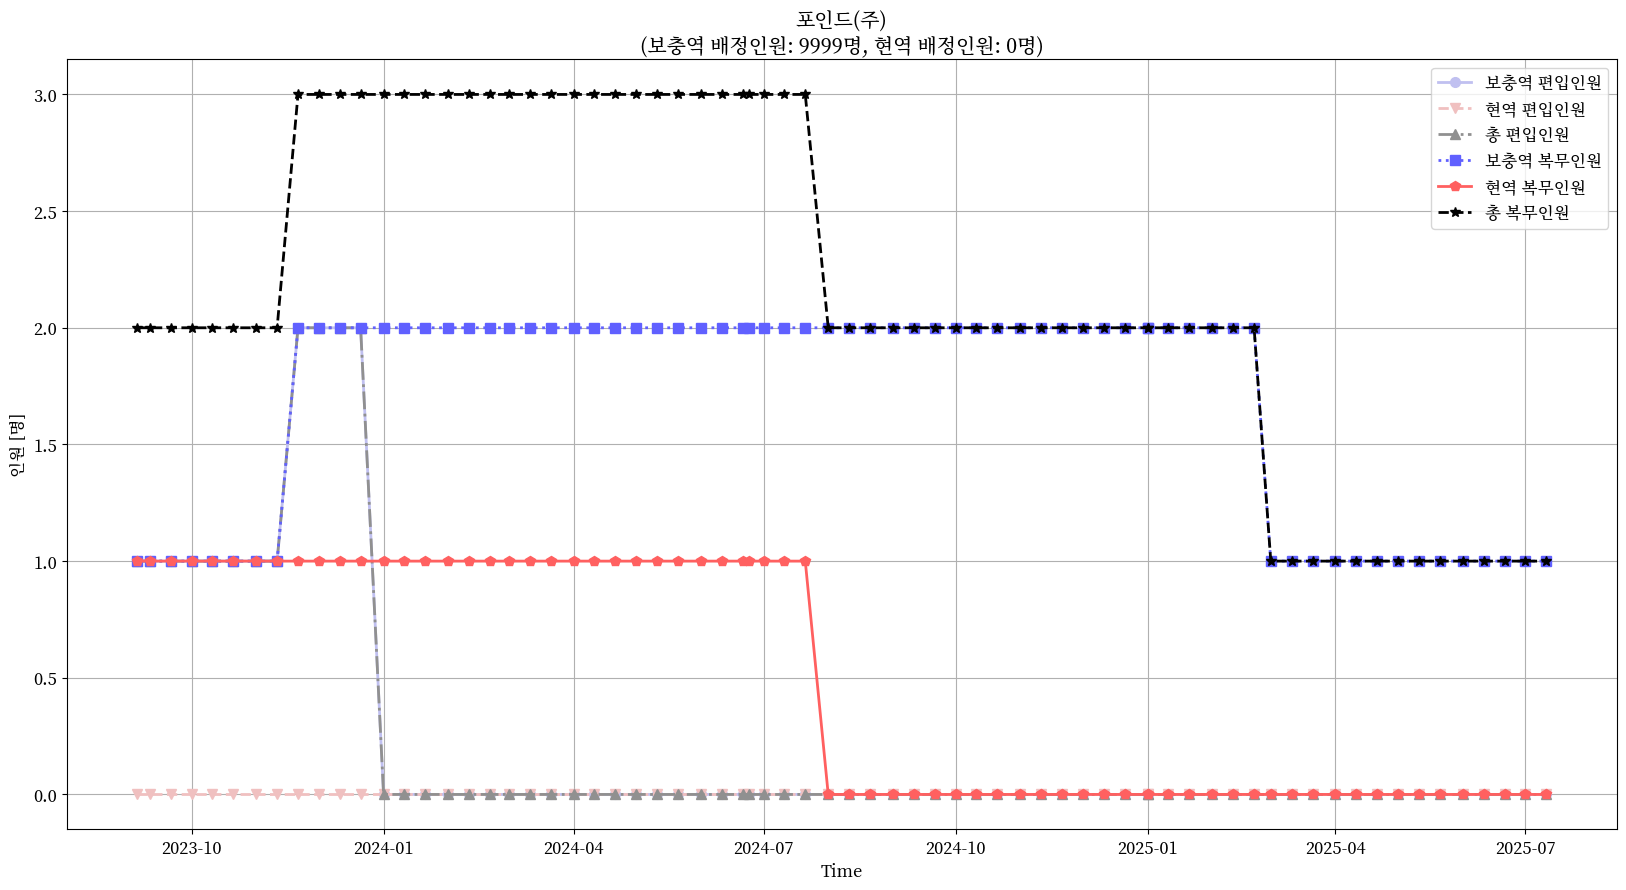 포인드(주)
(보충역 배정인원: 9999명, 현역 배정인원: 0명)
보충역 편입인원
현역 편입인원
총 편입인원
보충역 복무인원
현역 복무인원
총 복무인원
인원 [명]
3.0
2.5
2.0
1.5
1.0
0.5
0.0
2023-10
2024-01
2024-04
2024-07
2024-10
2025-01
2025-04
2025-07
Time